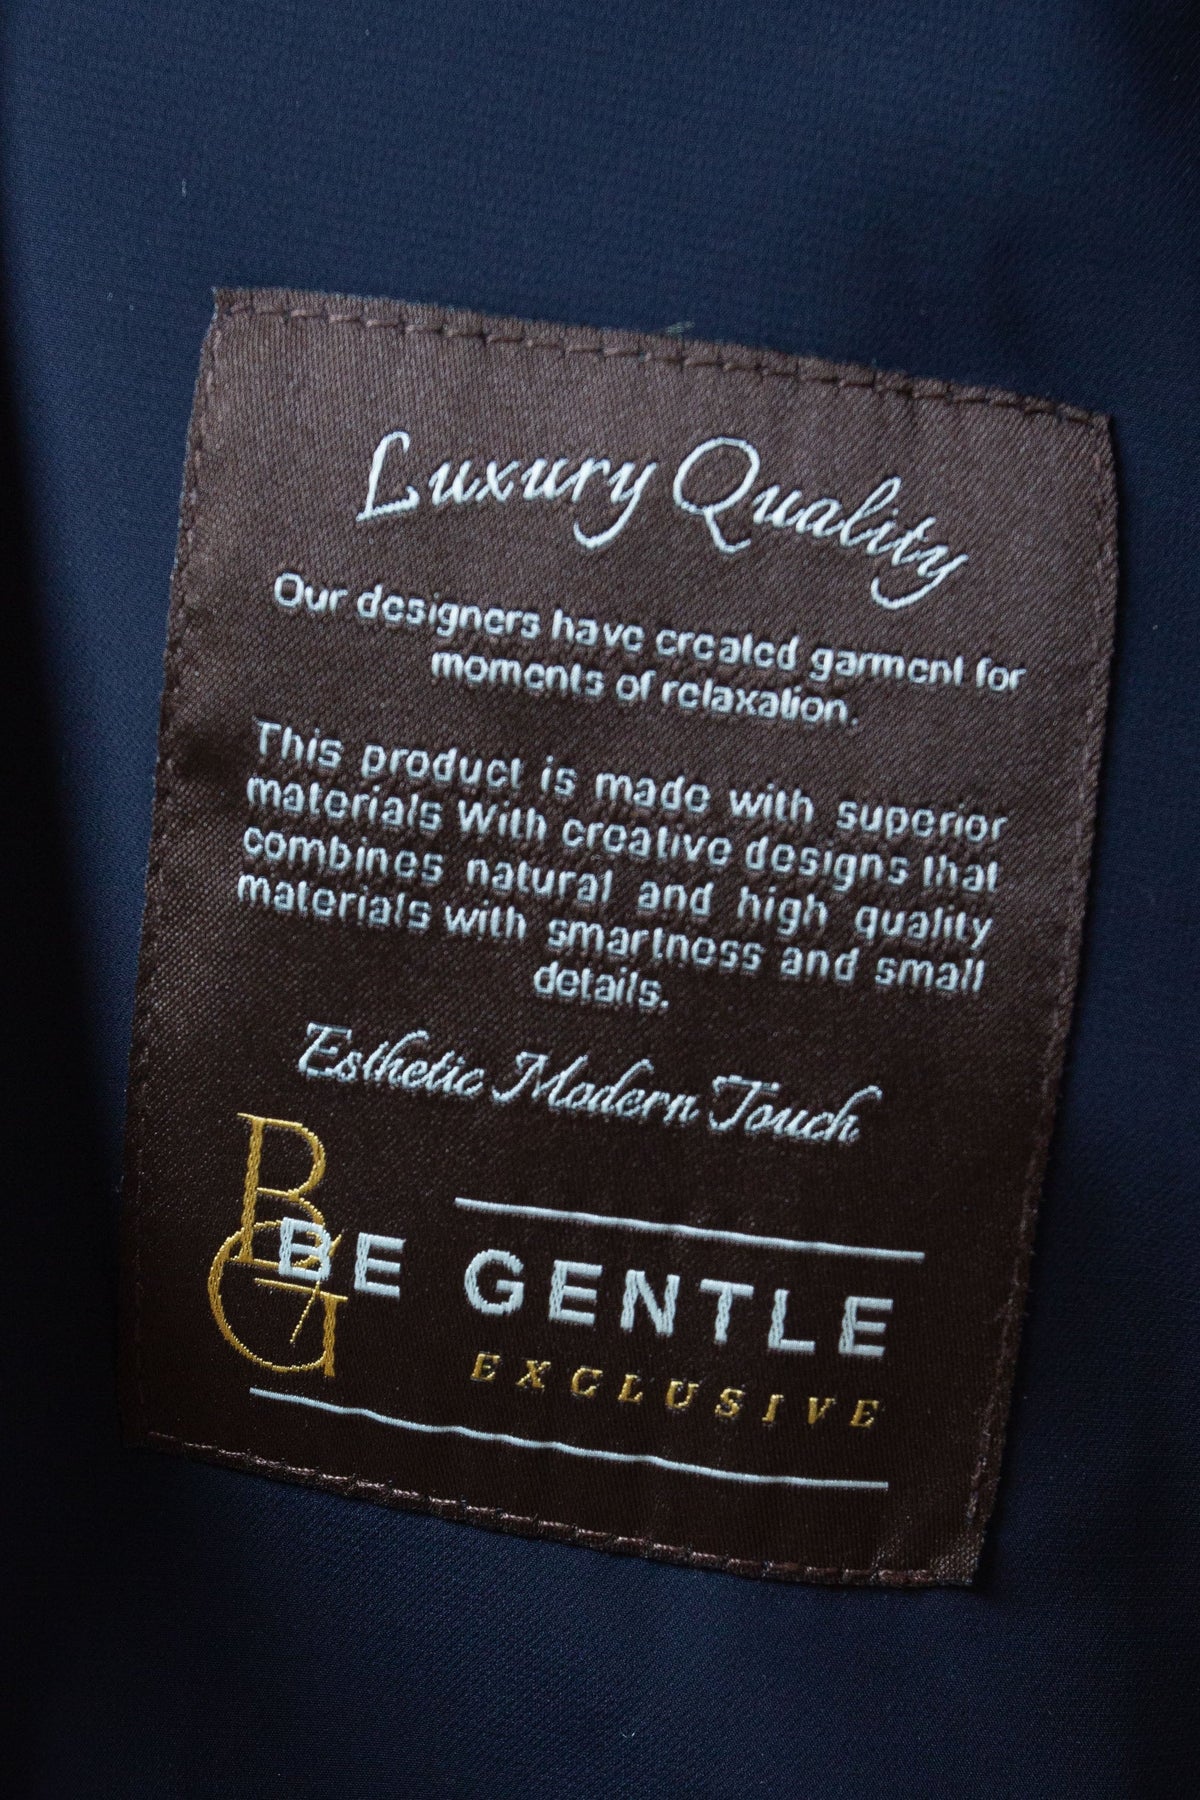 Luxury Quality
Our designers have created garment for
moments of relaxation.
This product is made with superior
materials With creative designs that
combines natural and high quality
materials with smartness and small
details.
Esthetic Modern Touch
BG
BE GENTLE
EXCLUSIVE